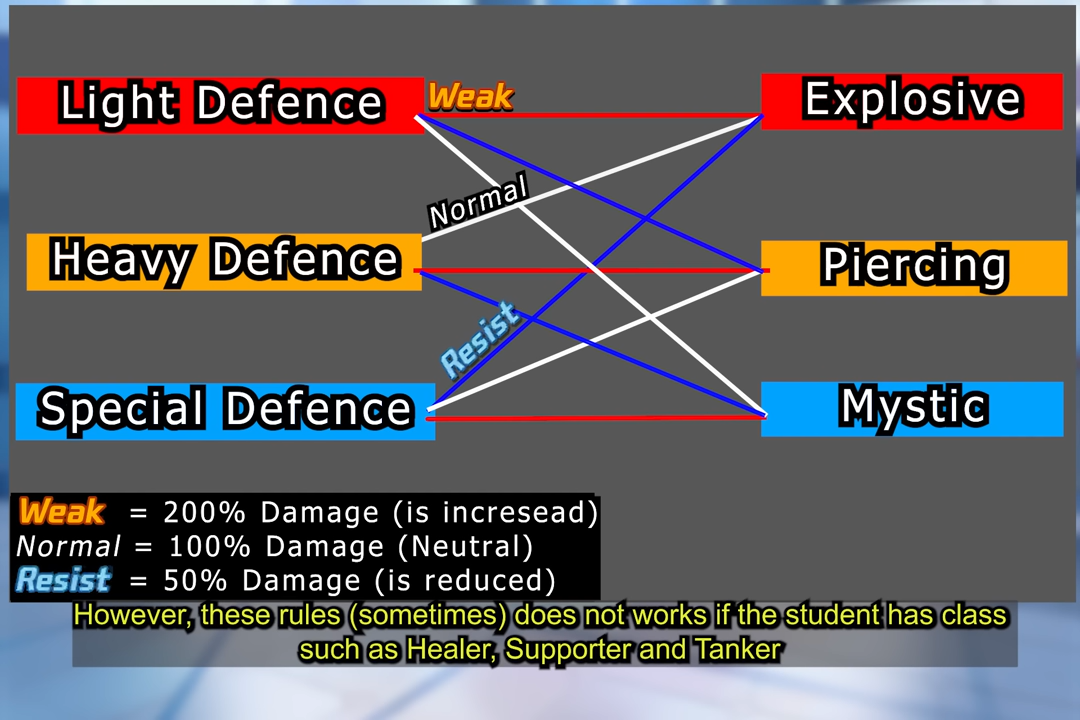 Light Defence
Weak
Explosive
Normal
Heavy Defence
Piercing
Resist
Special Defence
Mystic
Weak = 200% Damage (is incresead)
Normal = 100% Damage (Neutral)
Resist = 50% Damage (is reduced)
However, these rules (sometimes) does not works if the student has class
such as Healer, Supporter and Tanker